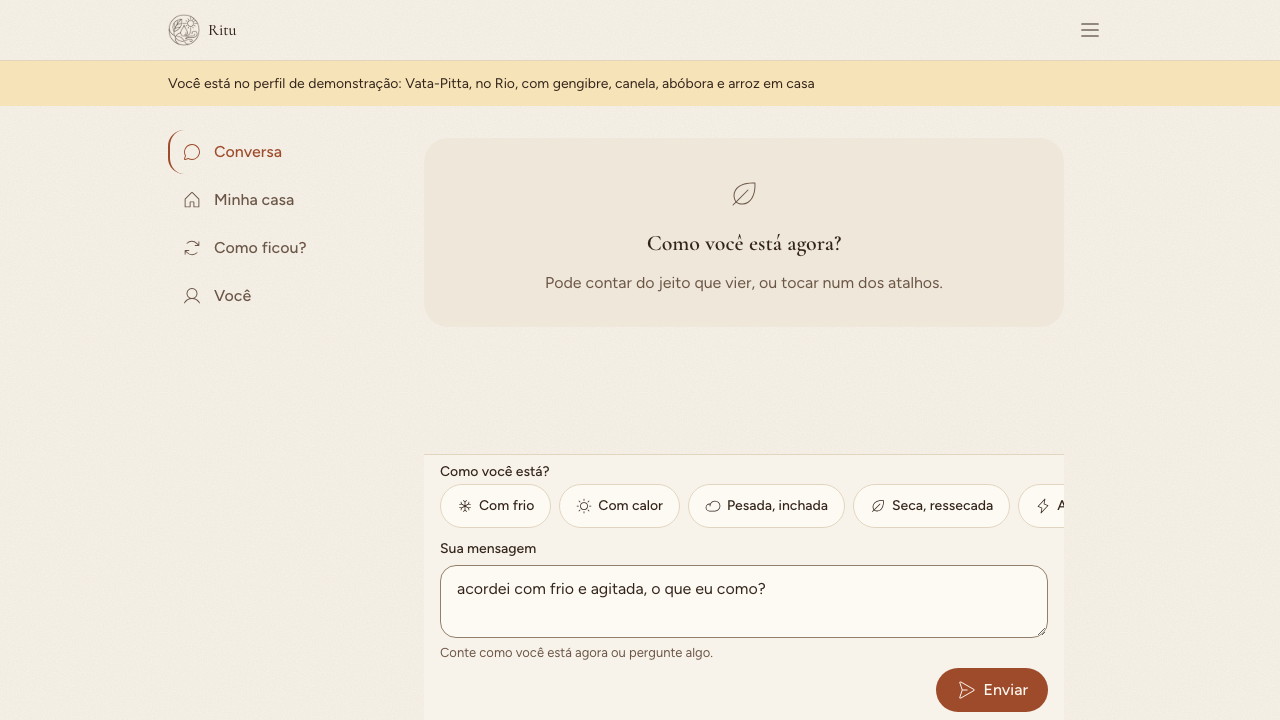 Ritu
Você está no perfil de demonstração: Vata-Pitta, no Rio, com gengibre, canela, abóbora e arroz em casa
Conversa
Minha casa
Como ficou?
Você
Como você está agora?
Pode contar do jeito que vier, ou tocar num dos atalhos.
Como você está?
Com frio
Com calor
Pesada, inchada
Seca, ressecada
Sua mensagem
acordei com frio e agitada, o que eu como?
Conte como você está agora ou pergunte algo.
Enviar